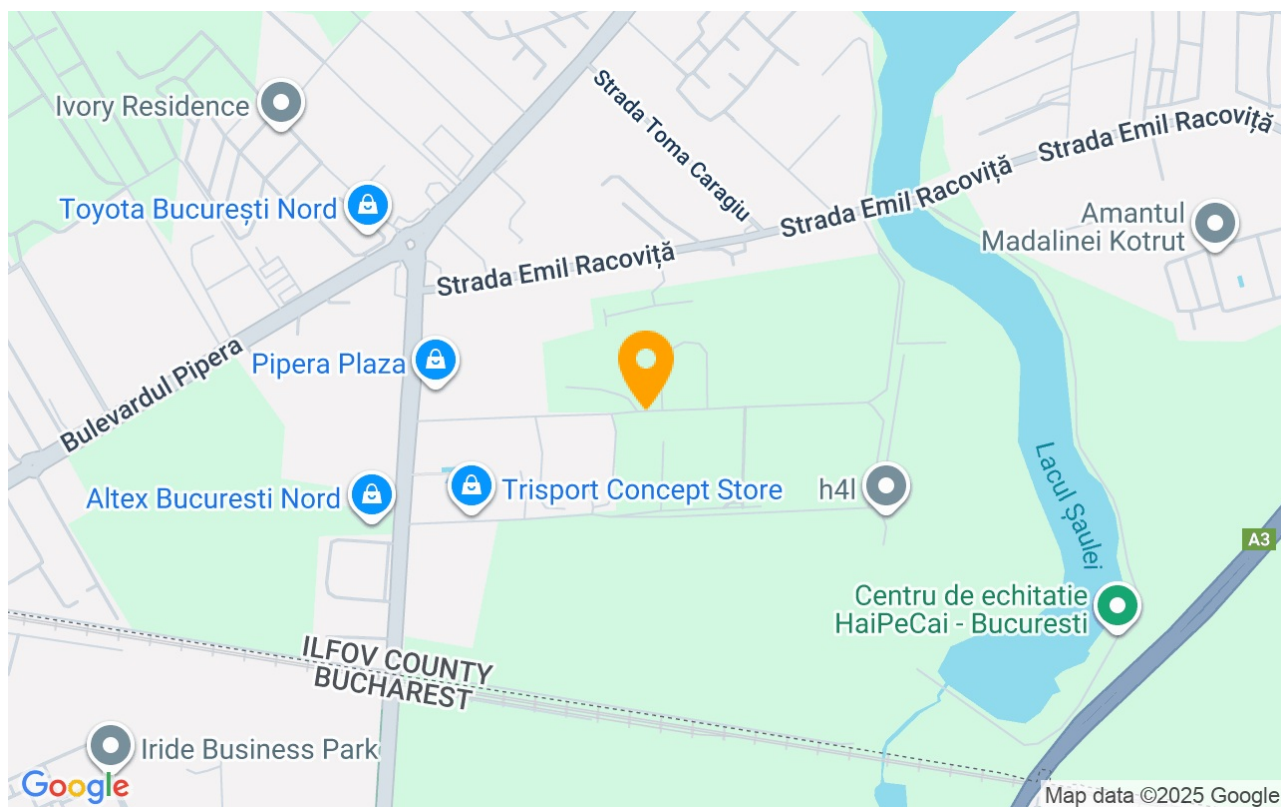 Ivory Residence
Strada Toma Caragiu
Strada Emil Racoviță
Toyota București Nord
Strada Emil Racoviță
Amantul
Madalinei Kotrut
Strada Emil Racoviță
Bulevardul Pipera
Pipera Plaza
Altex Bucuresti Nord
Trisport Concept Store
h4l
Lacul Șaulei
A3
Centru de echitatie
HaiPeCai - Bucuresti
ILFOV COUNTY
BUCHAREST
Iride Business Park
Google
Map data ©2025 Google